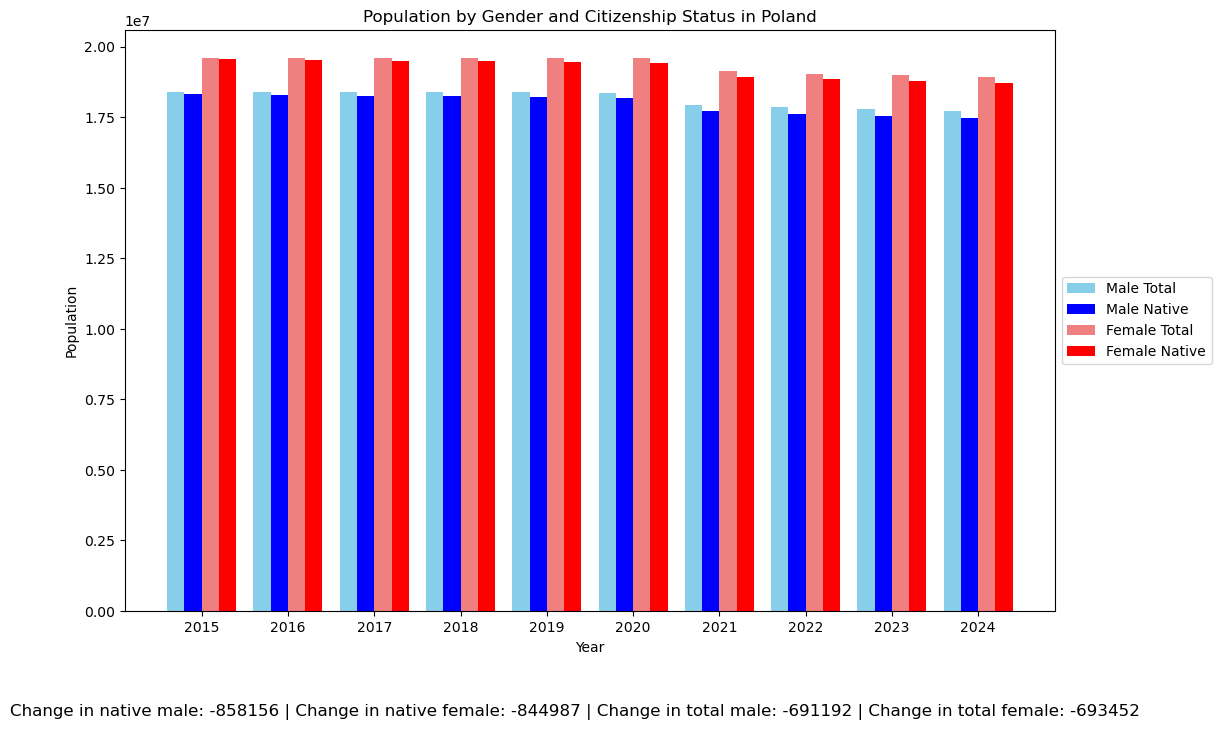 Population by Gender and Citizenship Status in Poland
1e7
2.00
1.75
1.50
1.25
1.00
0.75
0.50
0.25
0.00
Population
2015 2016 2017 2018 2019 2020 2021 2022 2023 2024
Year
Male Total
Male Native
Female Total
Female Native
Change in native male: -858156 | Change in native female: -844987 | Change in total male: -691192 | Change in total female: -693452